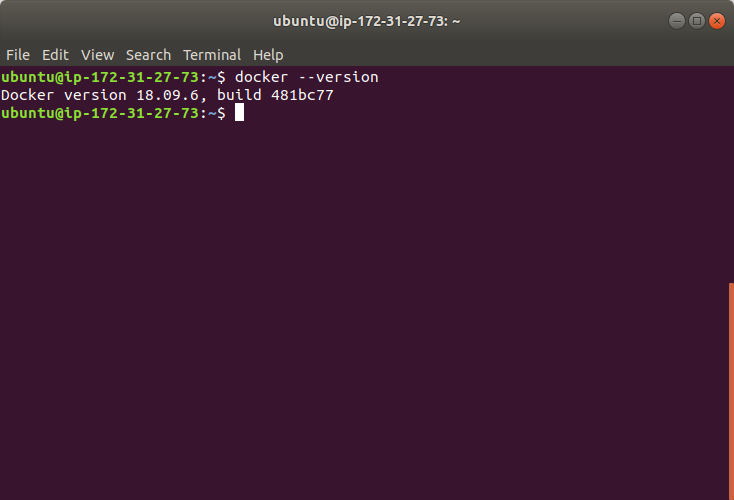 ubuntu@ip-172-31-27-73: ~
File Edit View Search Terminal Help
ubuntu@ip-172-31-27-73:~$ docker --version
Docker version 18.09.6, build 481bc77
ubuntu@ip-172-31-27-73:~$